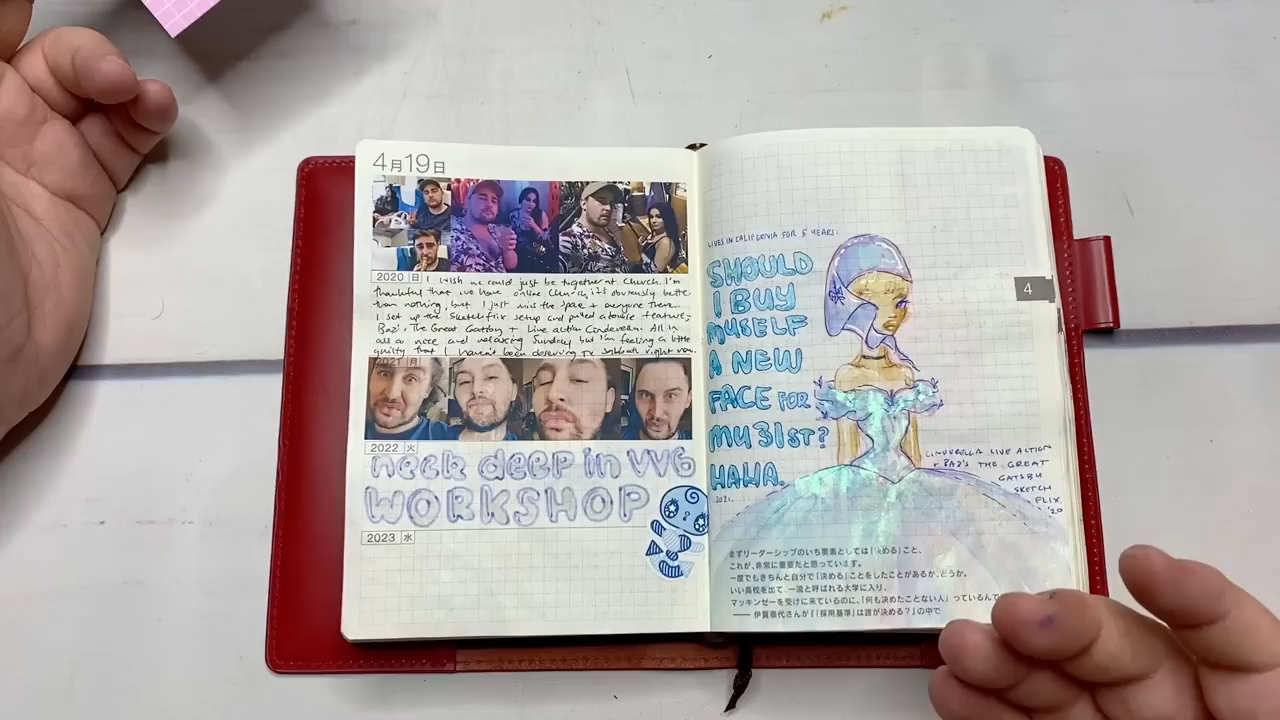 4月19日
2020 日 I wish we could just be together at Church. I'm
thankful that we have online church, it's obviously better
than nothing but I just miss the space + everyone there.
I set up the Sketchflix setup and pulled a double feature;
Baz's The Great Gatsby + Live action Cinderella. All in
all a nice and relaxing Sunday but I'm feeling a little
guilty that I haven't been deserving sabbath right now.
2021 月
2022 火
neck deep in VV6
WORKSHOP
2023 水
LIVES IN CALIFORNIA FOR 5 YEARS:
SHOULD
I BUY
MYSELF
A NEW
FACE FOR
MY 31ST?
HAHA.
2021.
4
CINDERELLA LIVE ACTION
+ BAZ'S THE GREAT
GATSBY
SKETCH
FLIX.
'20
まずリーダーシップのいち要素としては「決める」こと、
これが、非常に重要だと思っています。
一度でもきちんと自分で「決める」ことをしたことがあるか、どうか。
いい高校を出て、一流と呼ばれる大学に入り、
マッキンゼーを受けに来ているのに、「何も決めたことない人」っているんで
—— 伊賀泰代さんが『「採用基準」は誰が決める？』の中で